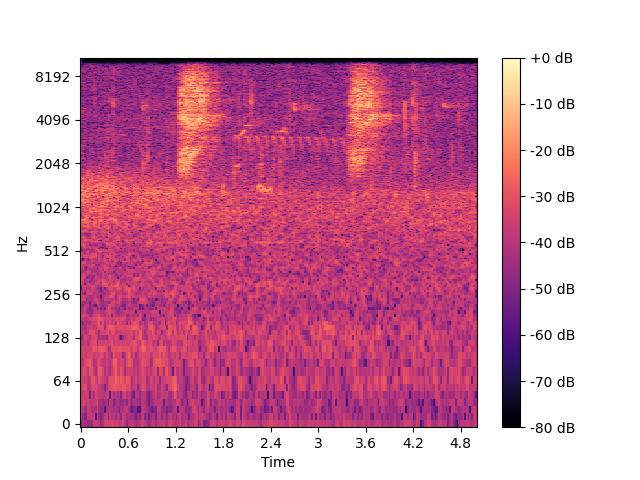 8192
4096
2048
1024
512
256
128
64
0
Hz
0 0.6 1.2 1.8 2.4 3 3.6 4.2 4.8
Time
+0 dB
-10 dB
-20 dB
-30 dB
-40 dB
-50 dB
-60 dB
-70 dB
-80 dB